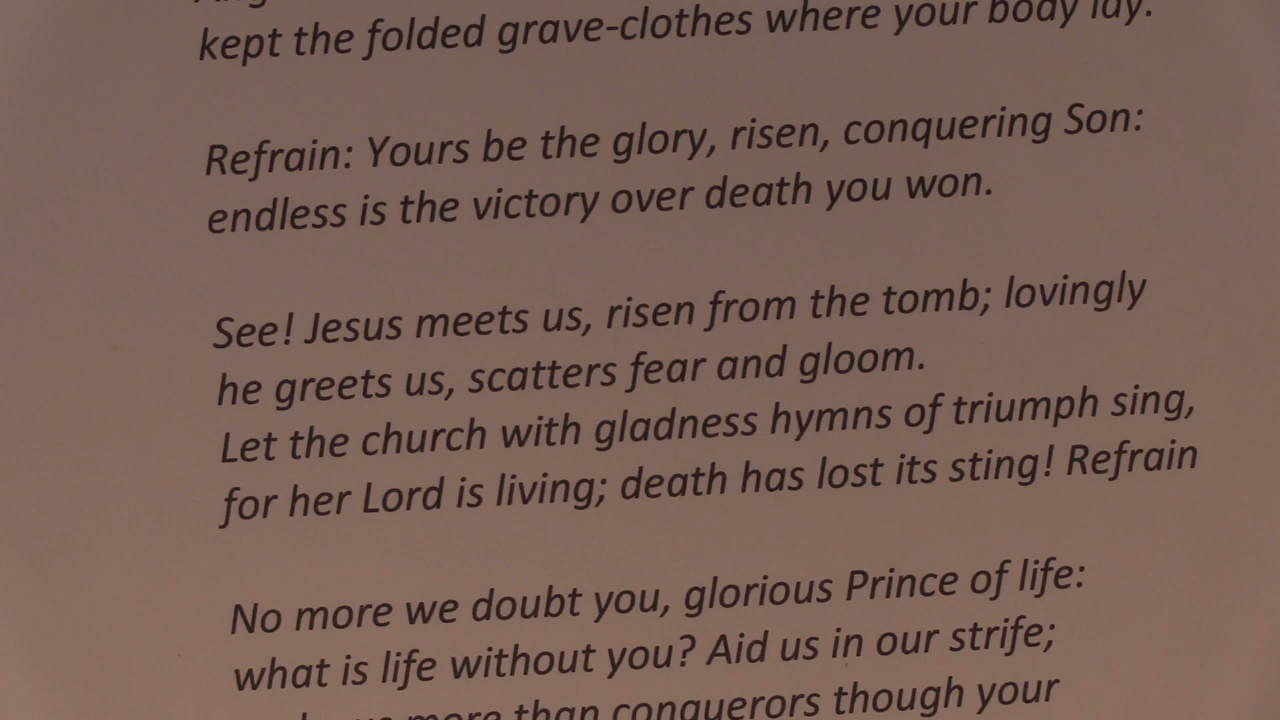 kept the folded grave-clothes where your body lay.
Refrain: Yours be the glory, risen, conquering Son:
endless is the victory over death you won.
See! Jesus meets us, risen from the tomb; lovingly
he greets us, scatters fear and gloom.
Let the church with gladness hymns of triumph sing,
for her Lord is living; death has lost its sting! Refrain
No more we doubt you, glorious Prince of life:
what is life without you? Aid us in our strife;
more than conquerors though your